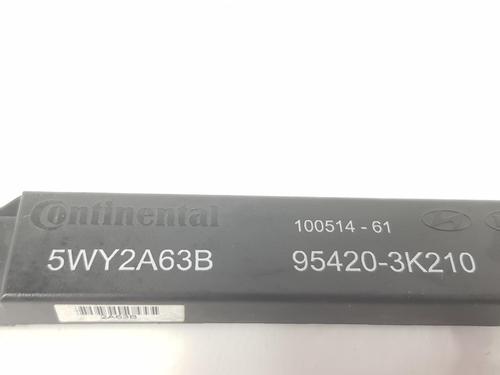 Continental
100514 - 61
5WY2A63B
95420-3K210
2A63B